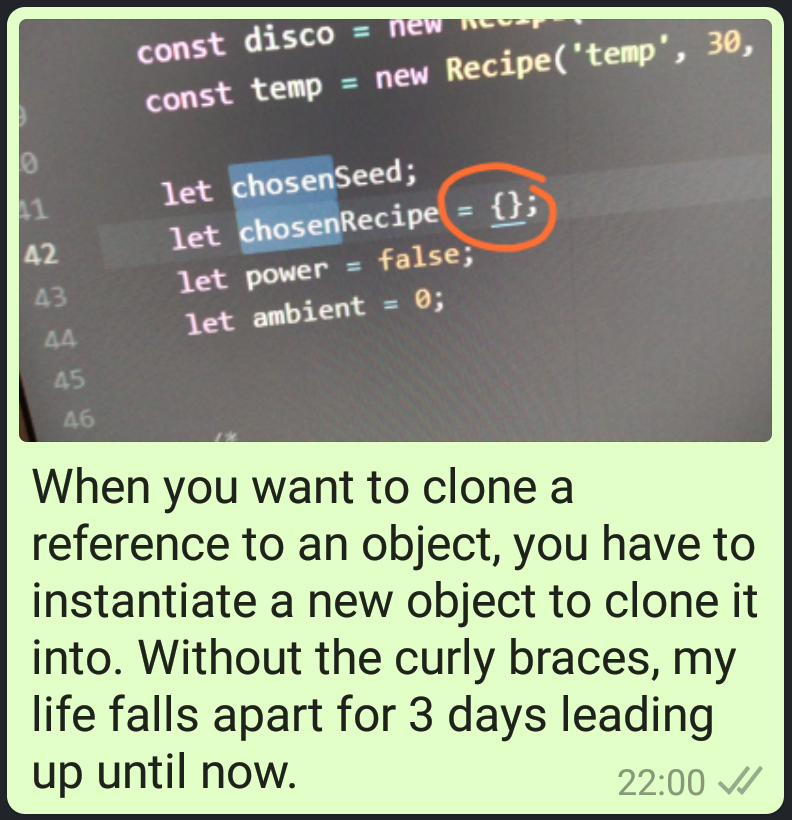 const disco = new Recipe(
const temp = new Recipe('temp', 30,
let chosenSeed;
41 let chosenRecipe = {};
42 let power = false;
43 let ambient = 0;
44
45
46 /*
When you want to clone a
reference to an object, you have to
instantiate a new object to clone it
into. Without the curly braces, my
life falls apart for 3 days leading
up until now.
22:00